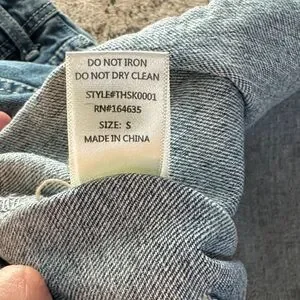 DO NOT IRON
DO NOT DRY CLEAN
STYLE#THSK0001
RN#164635
SIZE: S
MADE IN CHINA